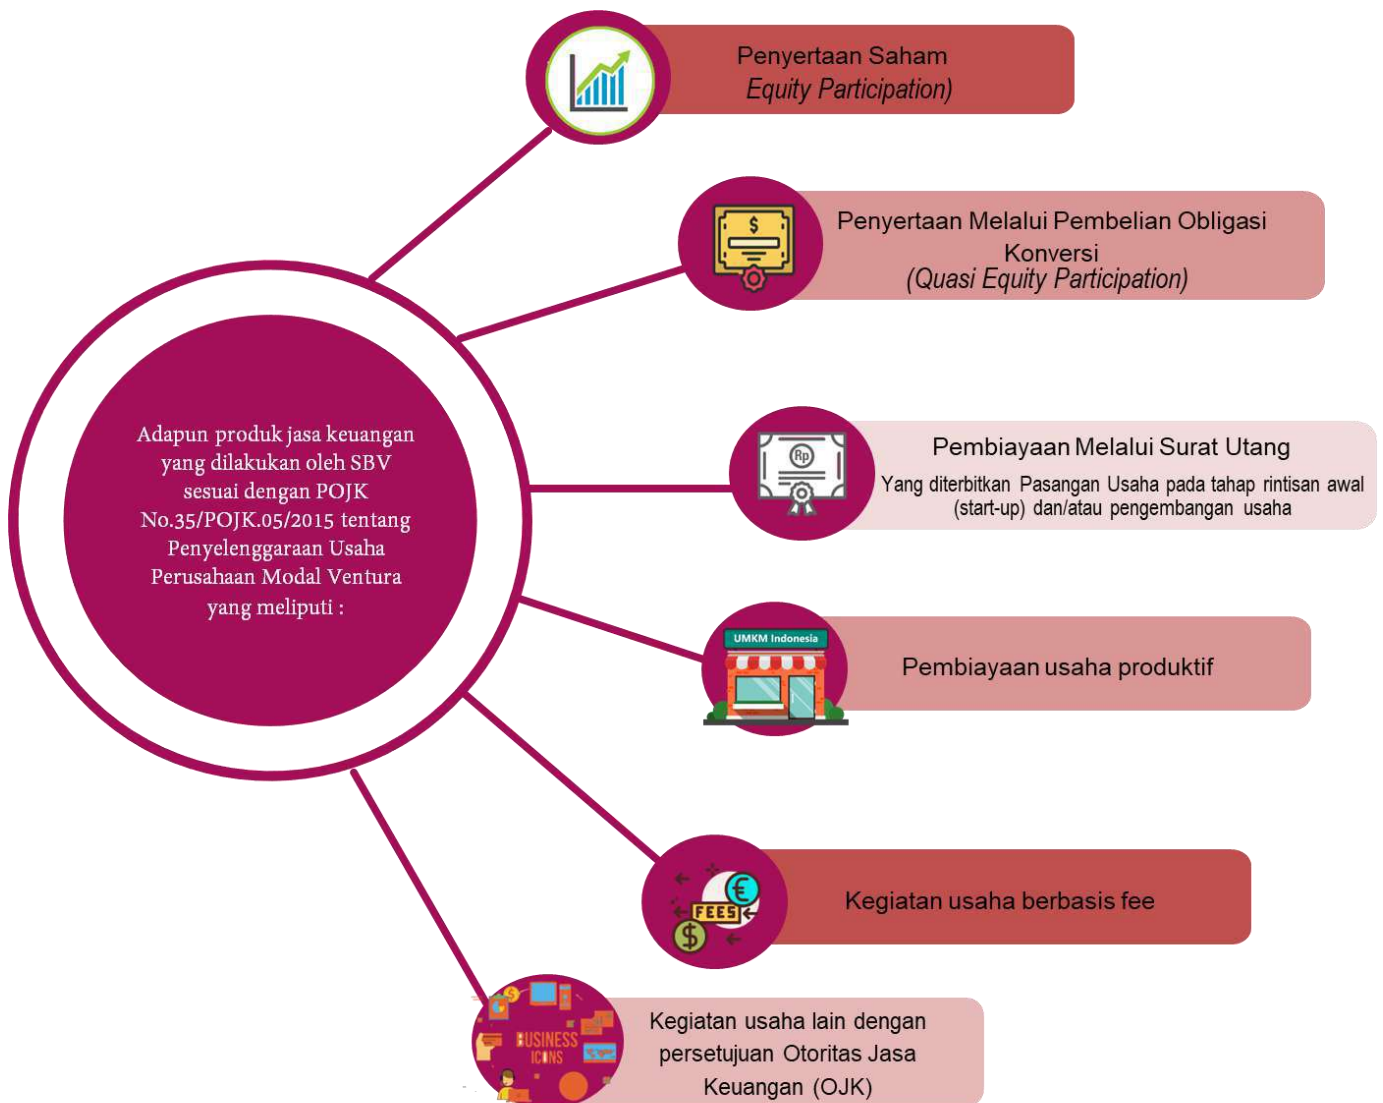 Penyertaan Saham
Equity Participation)
$
Penyertaan Melalui Pembelian Obligasi
Konversi
(Quasi Equity Participation)
Adapun produk jasa keuangan
yang dilakukan oleh SBV
sesuai dengan POJK
No.35/POJK.05/2015 tentang
Penyelenggaraan Usaha
Perusahaan Modal Ventura
yang meliputi :
Rp
Pembiayaan Melalui Surat Utang
Yang diterbitkan Pasangan Usaha pada tahap rintisan awal
(start-up) dan/atau pengembangan usaha
UMKM Indonesia
Pembiayaan usaha produktif
€
FEES
$
Kegiatan usaha berbasis fee
$
BUSINESS
ICONS
Kegiatan usaha lain dengan
persetujuan Otoritas Jasa
Keuangan (OJK)